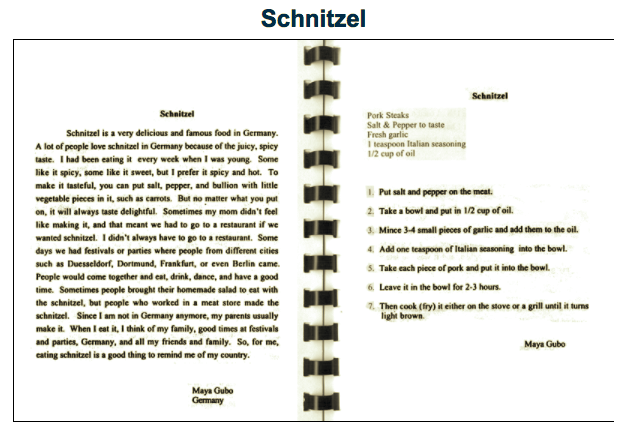 Schnitzel
Schnitzel
Schnitzel is a very delicious and famous food in Germany.
A lot of people love schnitzel in Germany because of the juicy, spicy
taste. I had been eating it every week when I was young. Some
like it spicy, some like it sweet, but I prefer it spicy and hot. To
make it tasteful, you can put salt, pepper, and bullion with little
vegetable pieces in it, such as carrots. But no matter what you put
on, it will always taste delightful. Sometimes my mom didn't feel
like making it, and that meant we had to go to a restaurant if we
wanted schnitzel. I didn't always have to go to a restaurant. Some
days we had festivals or parties where people from different cities
such as Duesseldorf, Dortmund, Frankfurt, or even Berlin came.
People would come together and eat, drink, dance, and have a good
time. Sometimes people brought their homemade salad to eat with
the schnitzel, but people who worked in a meat store made the
schnitzel. Since I am not in Germany anymore, my parents usually
make it. When I eat it, I think of my family, good times at festivals
and parties, Germany, and all my friends and family. So, for me,
eating schnitzel is a good thing to remind me of my country.
Maya Gubo
Germany
Schnitzel
Pork Steaks
Salt & Pepper to taste
Fresh garlic
1 teaspoon Italian seasoning
1/2 cup of oil
1. Put salt and pepper on the meat.
2. Take a bowl and put in 1/2 cup of oil.
3. Mince 3-4 small pieces of garlic and add them to the oil.
4. Add one teaspoon of Italian seasoning into the bowl.
5. Take each piece of pork and put it into the bowl.
6. Leave it in the bowl for 2-3 hours.
7. Then cook (fry) it either on the stove or a grill until it turns
light brown.
Maya Gubo